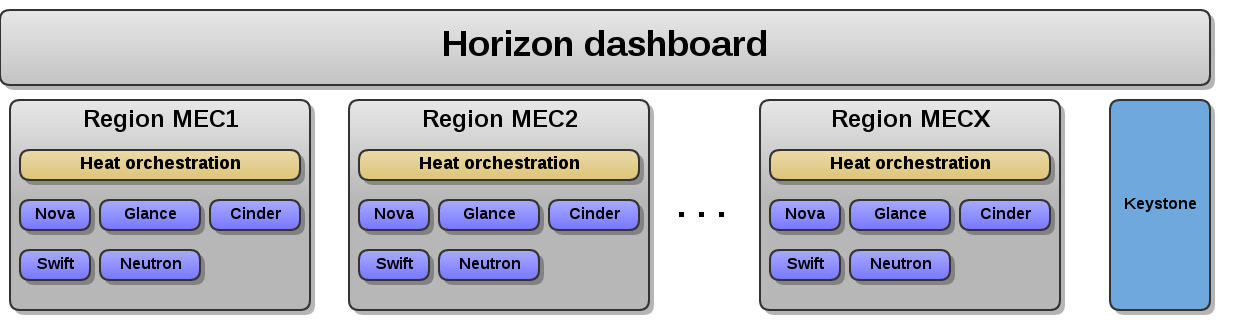 Horizon dashboard
Region MEC1
Heat orchestration
Nova Glance Cinder
Swift Neutron
Region MEC2
Heat orchestration
Nova Glance Cinder
Swift Neutron
. . .
Region MECX
Heat orchestration
Nova Glance Cinder
Swift Neutron
Keystone